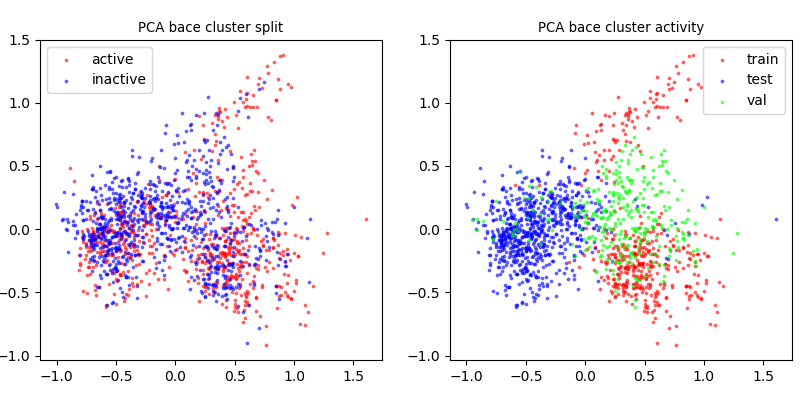 PCA bace cluster split
1.5
1.0
0.5
0.0
−0.5
−1.0
−1.0 −0.5 0.0 0.5 1.0 1.5
active
inactive
PCA bace cluster activity
1.5
1.0
0.5
0.0
−0.5
−1.0
−1.0 −0.5 0.0 0.5 1.0 1.5
train
test
val